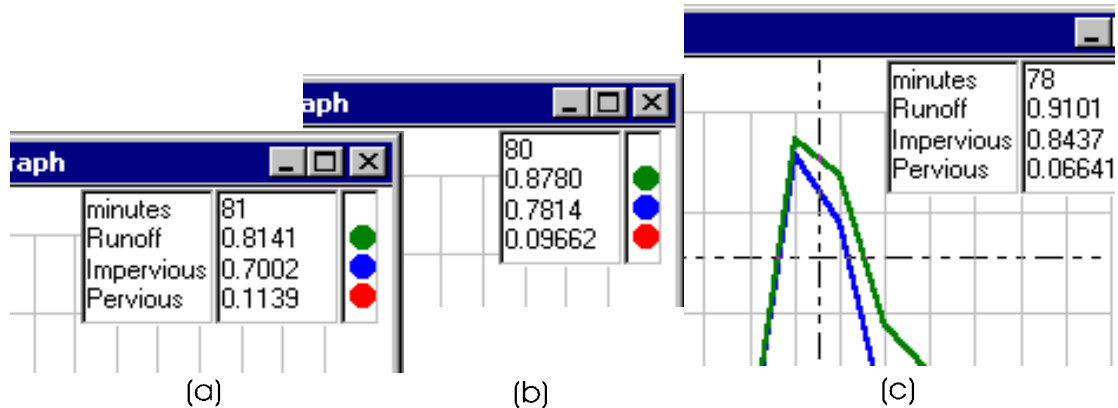 raph
minutes 81
Runoff 0.8141
Impervious 0.7002
Pervious 0.1139
(a)
aph
80
0.8780
0.7814
0.09662
(b)
minutes 78
Runoff 0.9101
Impervious 0.8437
Pervious 0.06641
(c)